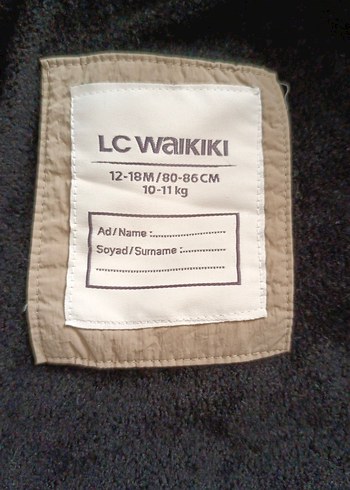 LC WAIKIKI
12-18M/80-86CM
10-11 kg
Ad/Name :
Soyad/Surname :